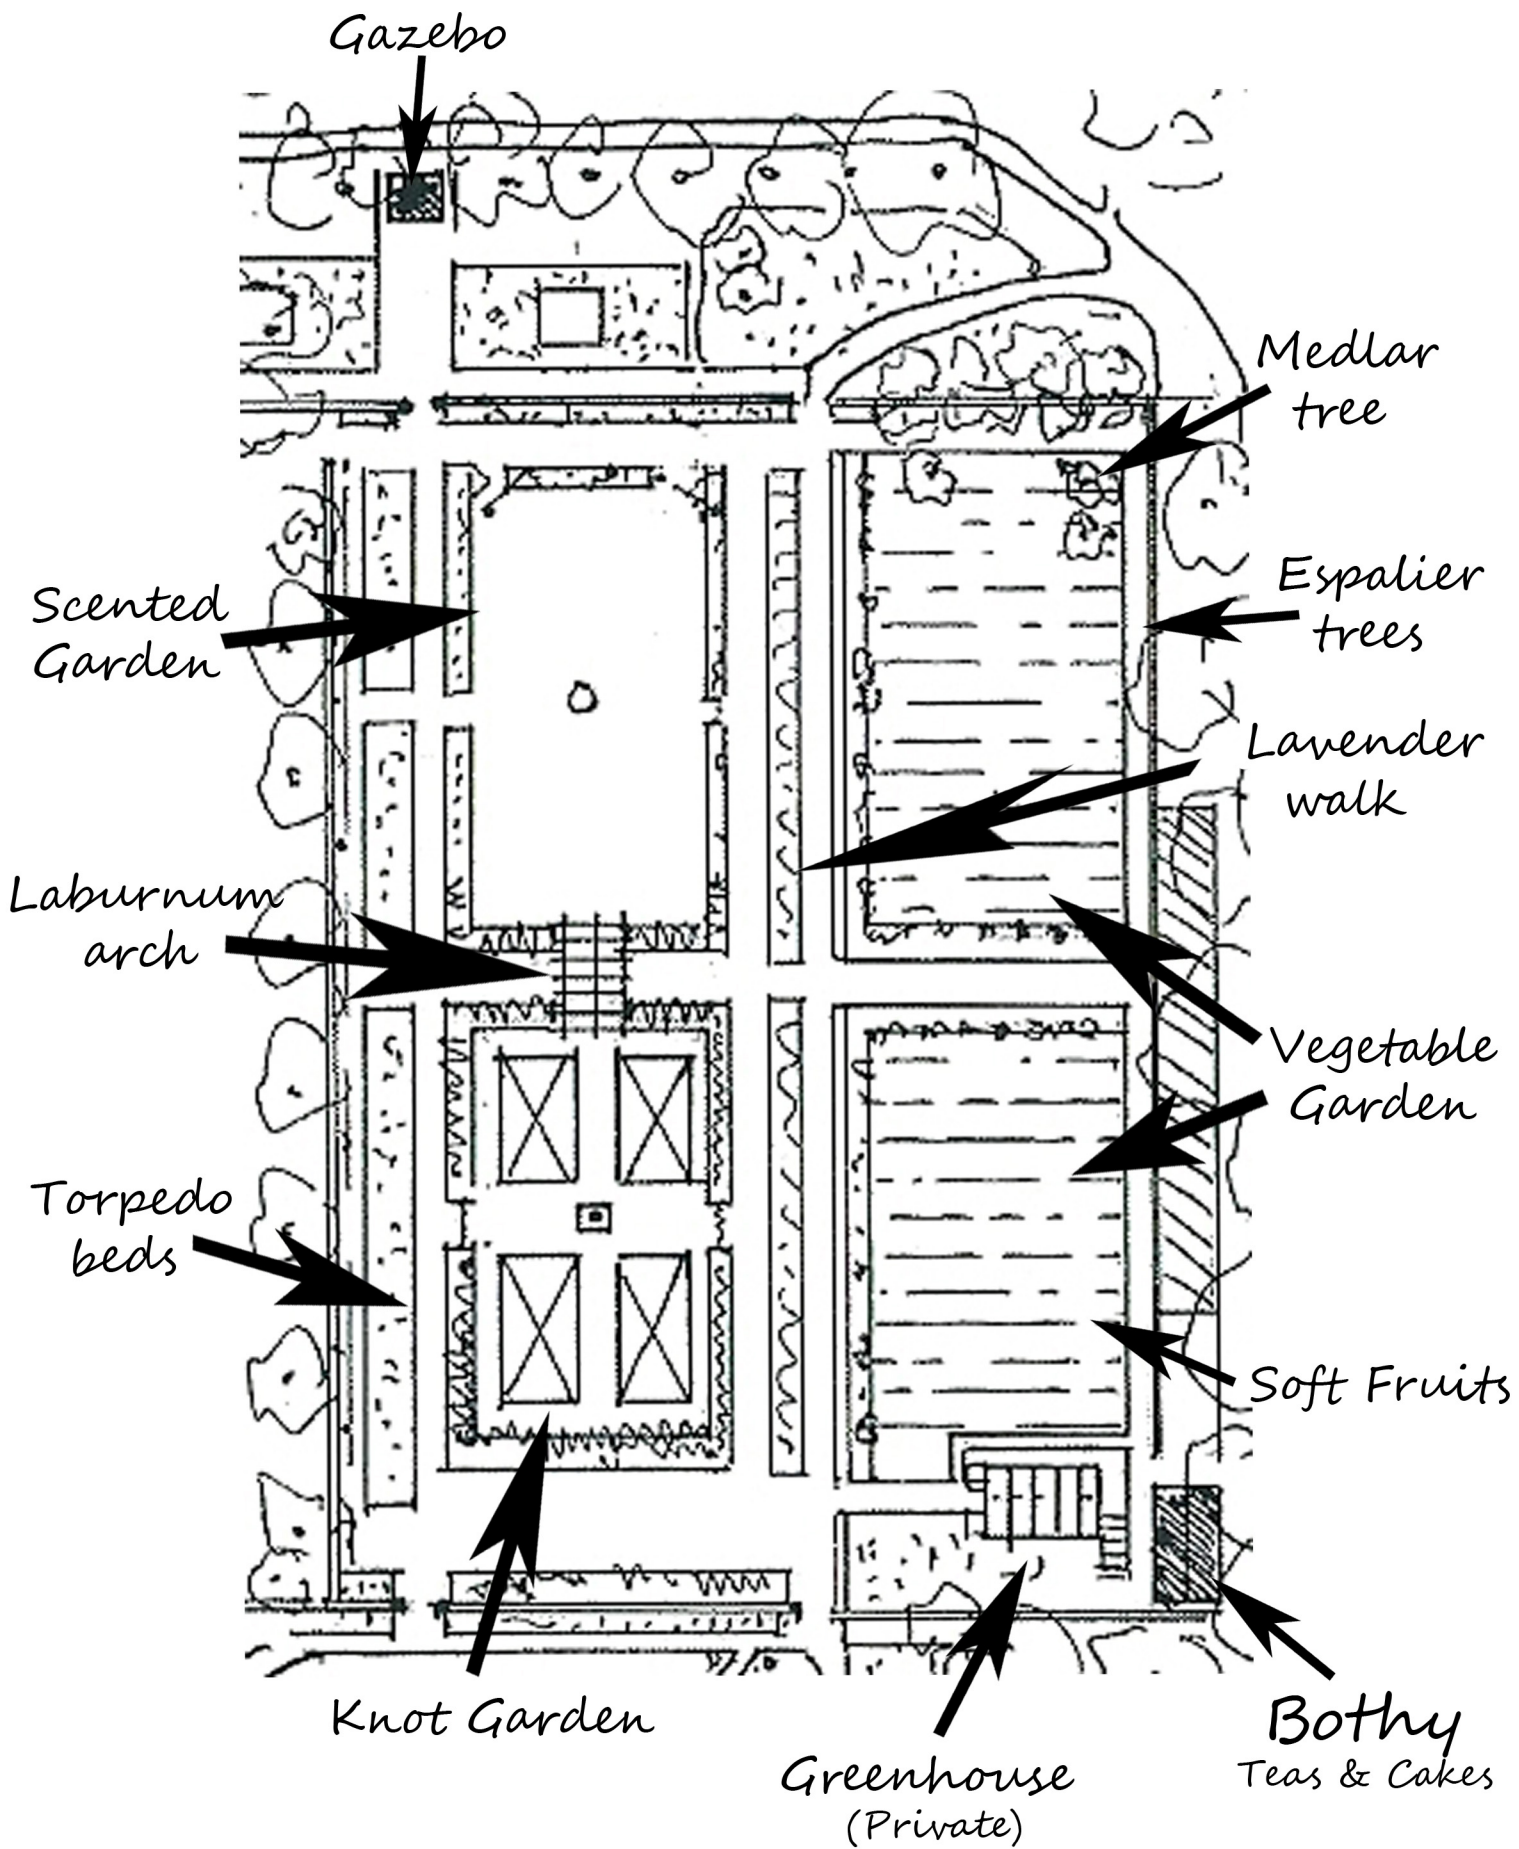 Gazebo
Medlar
tree
Scented
Garden
Espalier
trees
Lavender
walk
Laburnum
arch
Vegetable
Garden
Torpedo
beds
Soft Fruits
Knot Garden
Greenhouse
(Private)
Bothy
Teas & Cakes